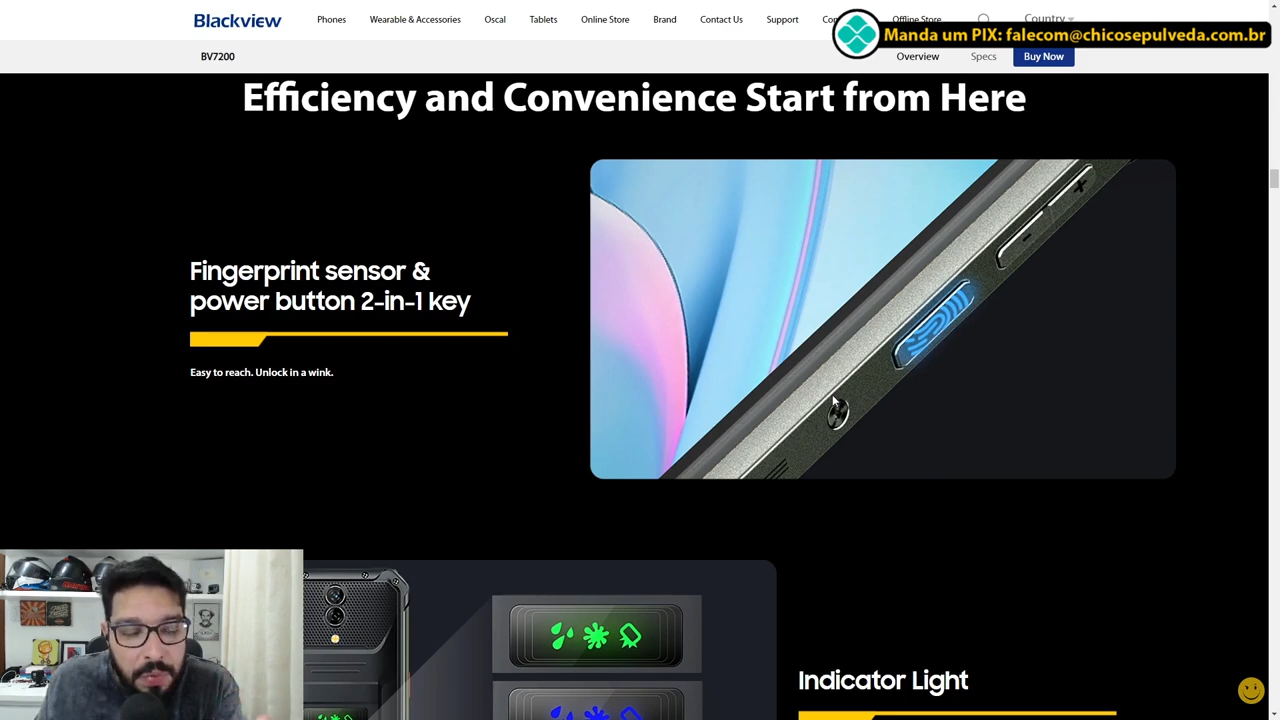 Blackview
Phones
Wearable & Accessories
Oscal
Tablets
Online Store
Brand
Contact Us
Support
Offline Store
Country
Manda um PIX: falecom@chicosepulveda.com.br
BV7200
Overview
Specs
Buy Now
Efficiency and Convenience Start from Here
Fingerprint sensor &
power button 2-in-1 key
Easy to reach. Unlock in a wink.
+
-
Indicator Light